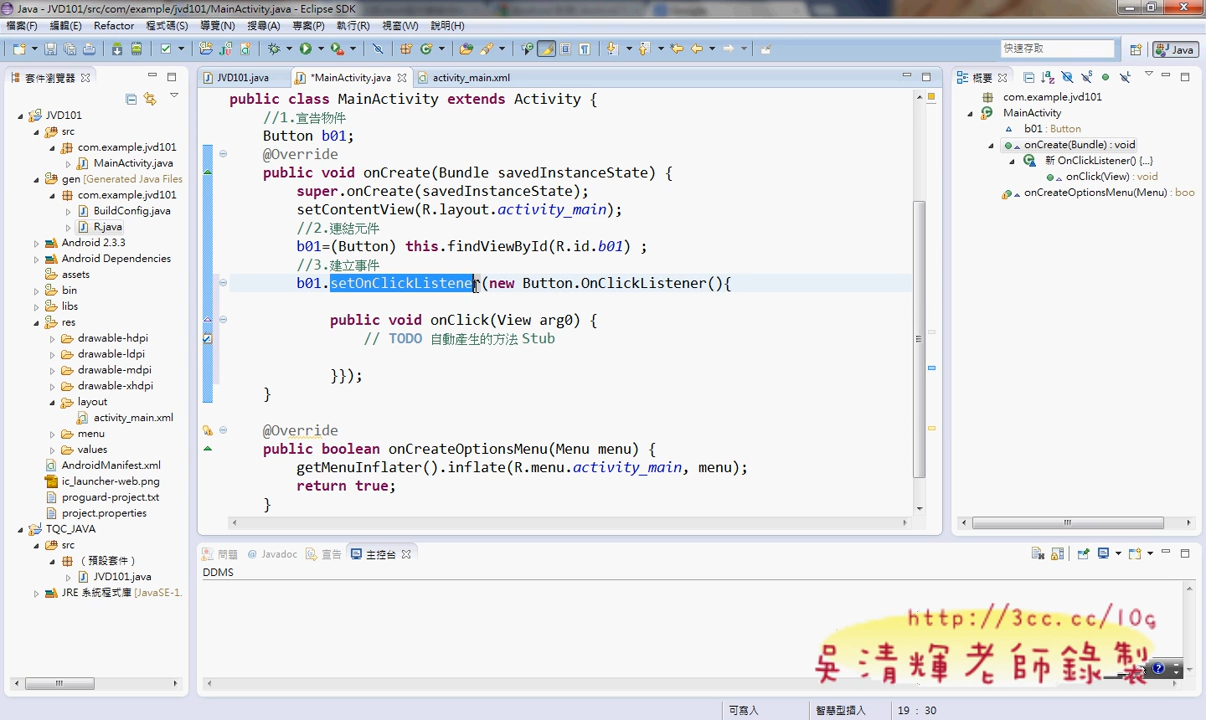 Java - JVD101/src/com/example/jvd101/MainActivity.java - Eclipse SDK
檔案(F) 編輯(E) Refactor 程式碼(S) 導覽(N) 搜尋(A) 專案(P) 執行(R) 視窗(W) 說明(H)
快速存取
Java
套件瀏覽器
JVD101
src
com.example.jvd101
MainActivity.java
gen [Generated Java Files
com.example.jvd101
BuildConfig.java
R.java
Android 2.3.3
Android Dependencies
assets
bin
libs
res
drawable-hdpi
drawable-ldpi
drawable-mdpi
drawable-xhdpi
layout
activity_main.xml
menu
values
AndroidManifest.xml
ic_launcher-web.png
proguard-project.txt
project.properties
TQC_JAVA
src
(預設套件)
JVD101.java
JRE 系統程式庫 [JavaSE-1.
JVD101.java *MainActivity.java activity_main.xml
public class MainActivity extends Activity {
//1.宣告物件
Button b01;
@Override
public void onCreate(Bundle savedInstanceState) {
super.onCreate(savedInstanceState);
setContentView(R.layout.activity_main);
//2.連結元件
b01=(Button) this.findViewById(R.id.b01) ;
//3.建立事件
b01.setOnClickListener(new Button.OnClickListener(){
public void onClick(View arg0) {
// TODO 自動產生的方法 Stub
}});
}
@Override
public boolean onCreateOptionsMenu(Menu menu) {
getMenuInflater().inflate(R.menu.activity_main, menu);
return true;
}
概要
com.example.jvd101
MainActivity
b01 : Button
onCreate(Bundle) : void
新 OnClickListener() {...}
onClick(View) : void
onCreateOptionsMenu(Menu) : boo
問題 @ Javadoc 宣告 主控台
DDMS
http://3cc.cc/10g
吳清輝老師錄製
可寫入 智慧型插入 19 : 30